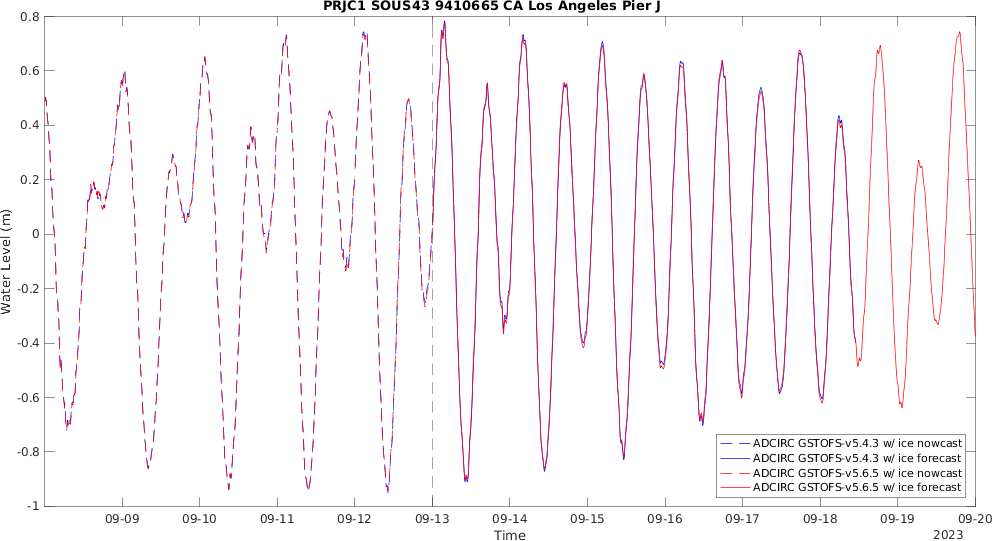 PRJC1 SOUS43 9410665 CA Los Angeles Pier J
0.8
0.6
0.4
0.2
0
-0.2
-0.4
-0.6
-0.8
-1
Water Level (m)
ADCIRC GSTOFS-v5.4.3 w/ ice nowcast
ADCIRC GSTOFS-v5.4.3 w/ ice forecast
ADCIRC GSTOFS-v5.6.5 w/ ice nowcast
ADCIRC GSTOFS-v5.6.5 w/ ice forecast
09-09 09-10 09-11 09-12 09-13 09-14 09-15 09-16 09-17 09-18 09-19 09-20
Time
2023